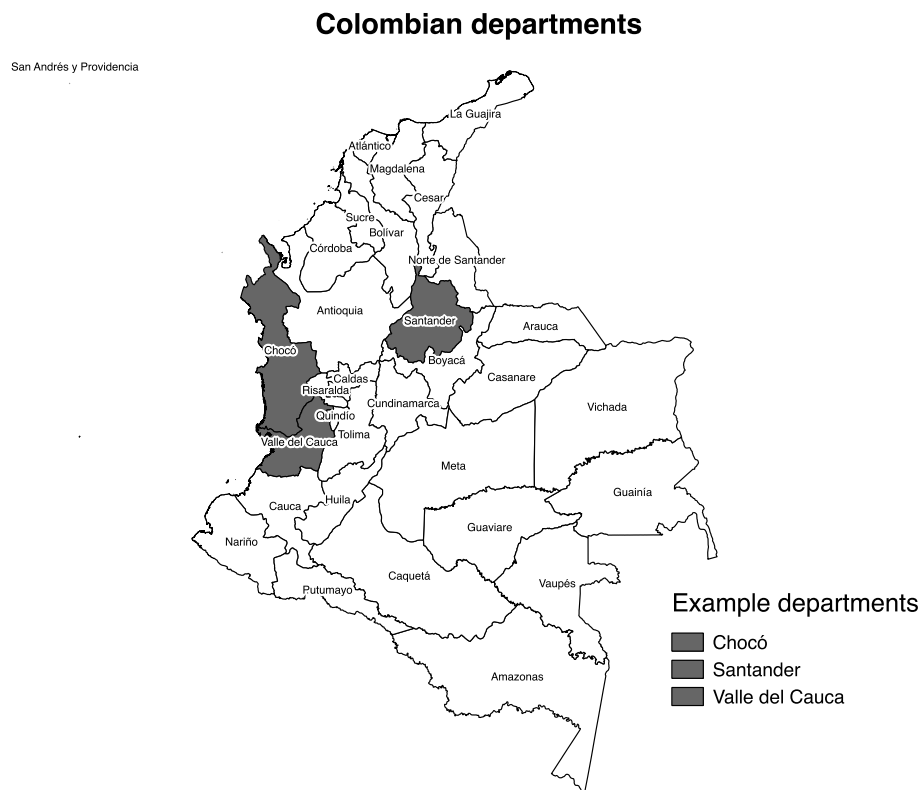 Colombian departments
San Andrés y Providencia
La Guajira
Atlántico
Magdalena
Cesar
Sucre
Bolívar
Córdoba
Norte de Santander
Antioquia
Santander
Arauca
Chocó
Boyacá
Caldas
Casanare
Risaralda
Cundinamarca
Vichada
Quindío
Tolima
Valle del Cauca
Meta
Guainía
Huila
Cauca
Guaviare
Nariño
Caquetá
Vaupés
Putumayo
Amazonas
Example departments
Chocó
Santander
Valle del Cauca